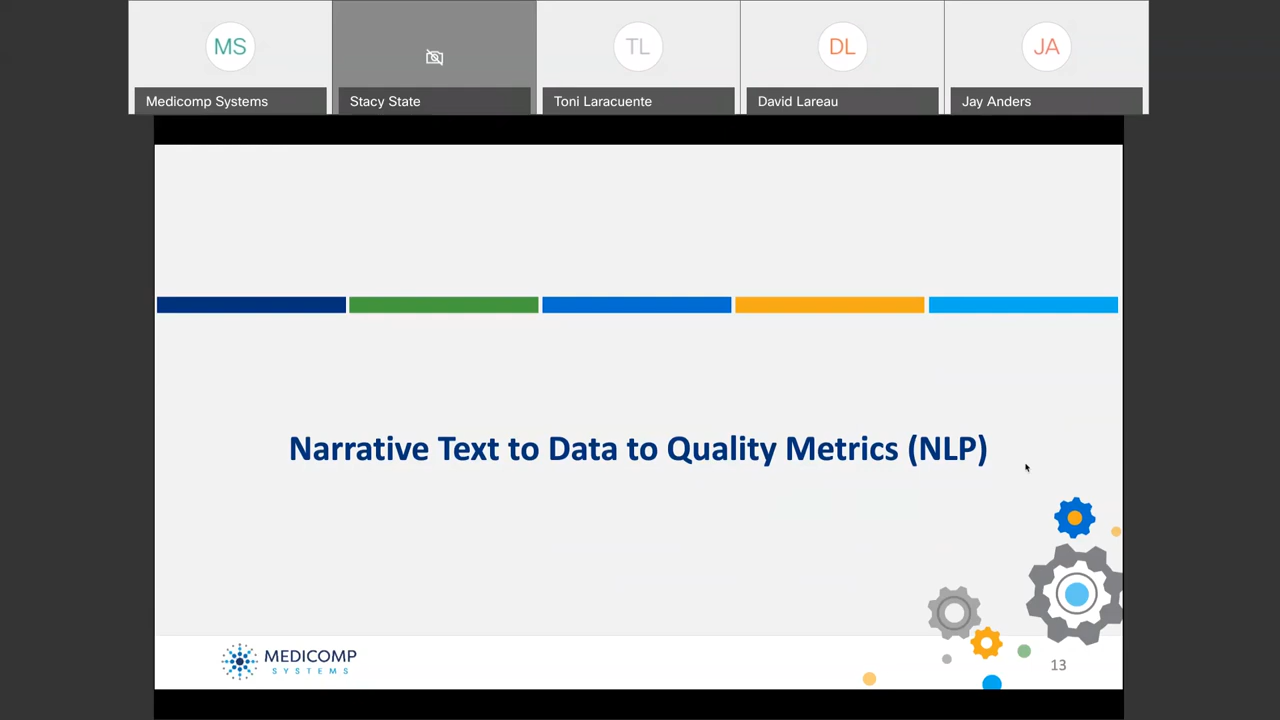 MS
TL
DL
JA
Medicomp Systems
Stacy State
Toni Laracuente
David Lareau
Jay Anders
Narrative Text to Data to Quality Metrics (NLP)
MEDICOMP
SYSTEMS
13